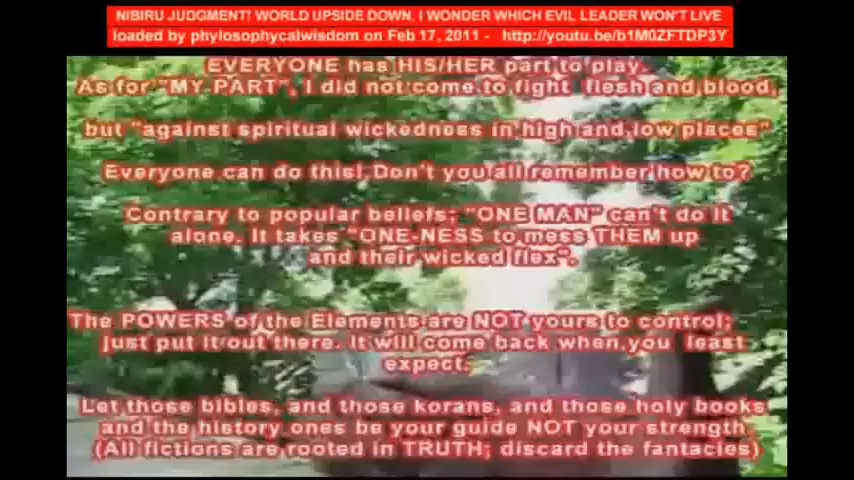 NIBIRU JUDGMENT! WORLD UPSIDE DOWN. I WONDER WHICH EVIL LEADER WON'T LIVE
loaded by phylosophycalwisdom on Feb 17, 2011 - http://youtu.be/b1M0ZFTDP3Y
EVERYONE has HIS/HER part to play.
As for "MY PART", I did not come to fight flesh and blood,
but "against spiritual wickedness in high and low places"
Everyone can do this! Don't you all remember how to?
Contrary to popular beliefs; "ONE MAN" can't do it
alone. It takes "ONE-NESS to mess THEM up
and their wicked flex".
The POWERS of the Elements are NOT yours to control;
just put it out there. It will come back when you least
expect.
Let those bibles, and those korans, and those holy books
and the history ones be your guide NOT your strength.
(All fictions are rooted in TRUTH; discard the fantacies)